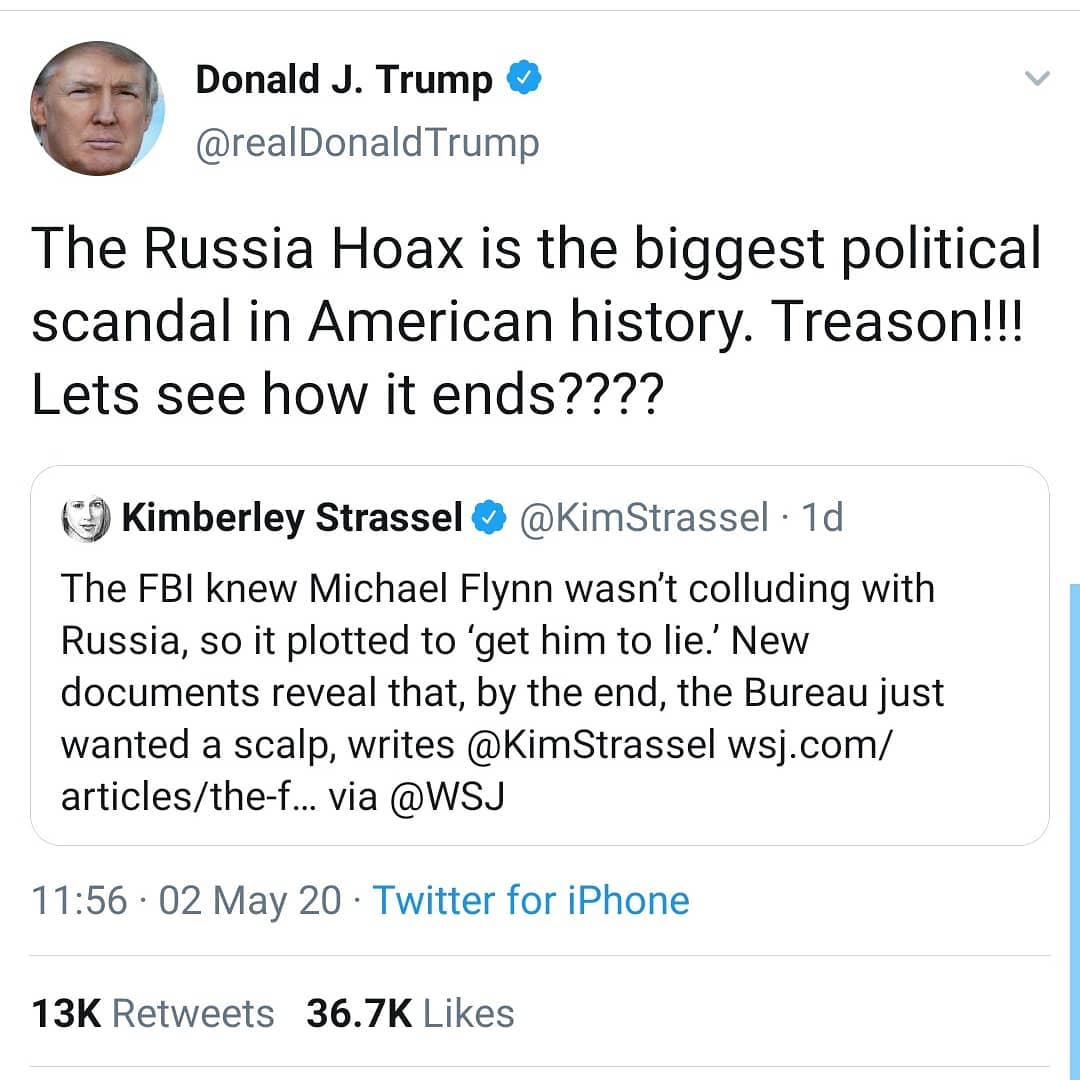 Donald J. Trump
@realDonaldTrump
The Russia Hoax is the biggest political
scandal in American history. Treason!!!
Lets see how it ends????
Kimberley Strassel @KimStrassel · 1d
The FBI knew Michael Flynn wasn’t colluding with
Russia, so it plotted to ‘get him to lie.’ New
documents reveal that, by the end, the Bureau just
wanted a scalp, writes @KimStrassel wsj.com/
articles/the-f… via @WSJ
11:56 · 02 May 20 · Twitter for iPhone
13K Retweets 36.7K Likes